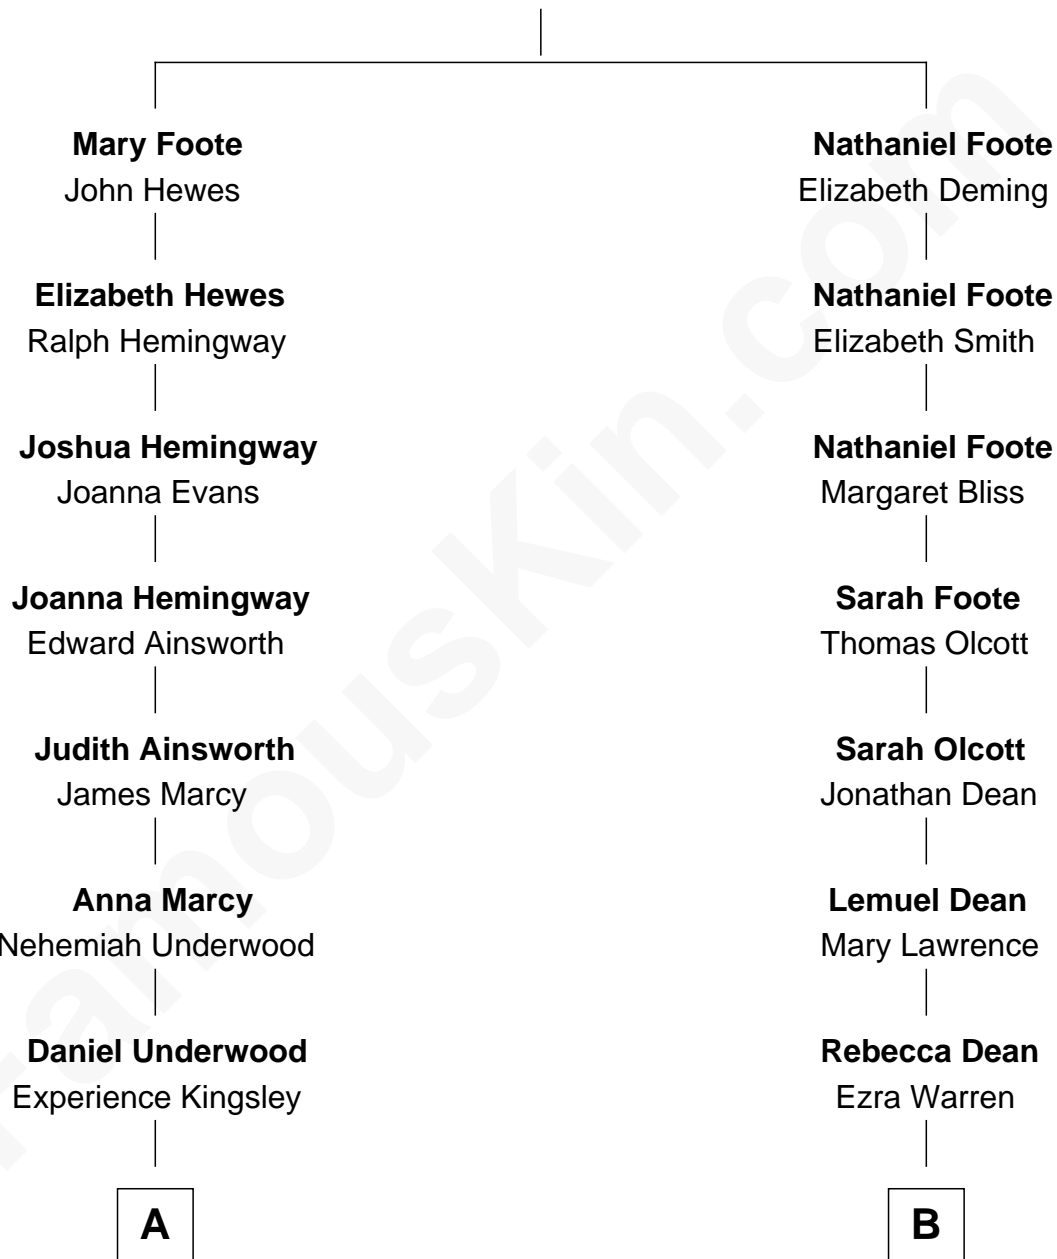 Mary Foote
John Hewes
Nathaniel Foote
Elizabeth Deming
Elizabeth Hewes
Ralph Hemingway
Nathaniel Foote
Elizabeth Smith
Joshua Hemingway
Joanna Evans
Nathaniel Foote
Margaret Bliss
Joanna Hemingway
Edward Ainsworth
Sarah Foote
Thomas Olcott
Judith Ainsworth
James Marcy
Sarah Olcott
Jonathan Dean
Anna Marcy
Nehemiah Underwood
Lemuel Dean
Mary Lawrence
Daniel Underwood
Experience Kingsley
Rebecca Dean
Ezra Warren
A
B
FamousKin.com